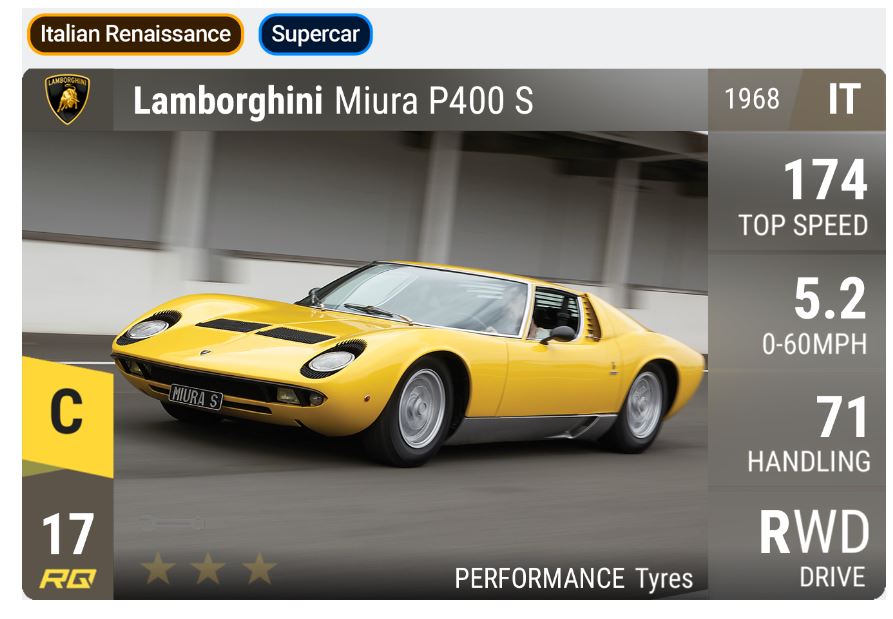 Italian Renaissance
Supercar
LAMBORGHINI
Lamborghini Miura P400 S
1968
IT
174
TOP SPEED
5.2
0-60MPH
71
HANDLING
RWD
DRIVE
MIURA S
C
17
RQ
PERFORMANCE Tyres